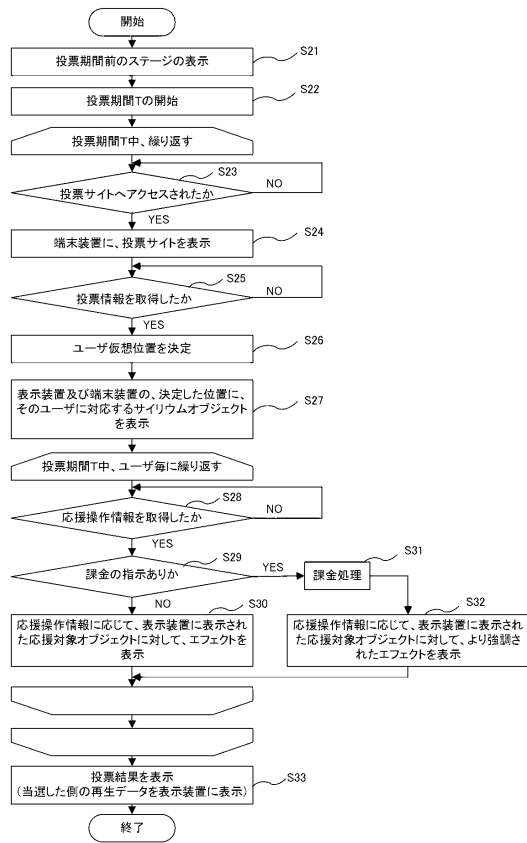 開始
投票期間前のステージの表示
S21
投票期間Tの開始
S22
投票期間T中、繰り返す
投票サイトへアクセスされたか
S23
NO
YES
端末装置に、投票サイトを表示
S24
投票情報を取得したか
S25
NO
YES
ユーザ仮想位置を決定
S26
表示装置及び端末装置の、決定した位置に、
そのユーザに対応するサイリウムオブジェクト
を表示
S27
投票期間T中、ユーザ毎に繰り返す
応援操作情報を取得したか
S28
NO
YES
課金の指示ありか
S29
YES
課金処理
S31
NO
S30
応援操作情報に応じて、表示装置に表示された
応援対象オブジェクトに対して、エフェクトを
表示
S32
応援操作情報に応じて、表示装置に表示され
た応援対象オブジェクトに対して、より強調さ
れたエフェクトを表示
投票結果を表示
(当選した側の再生データを表示装置に表示)
S33
終了